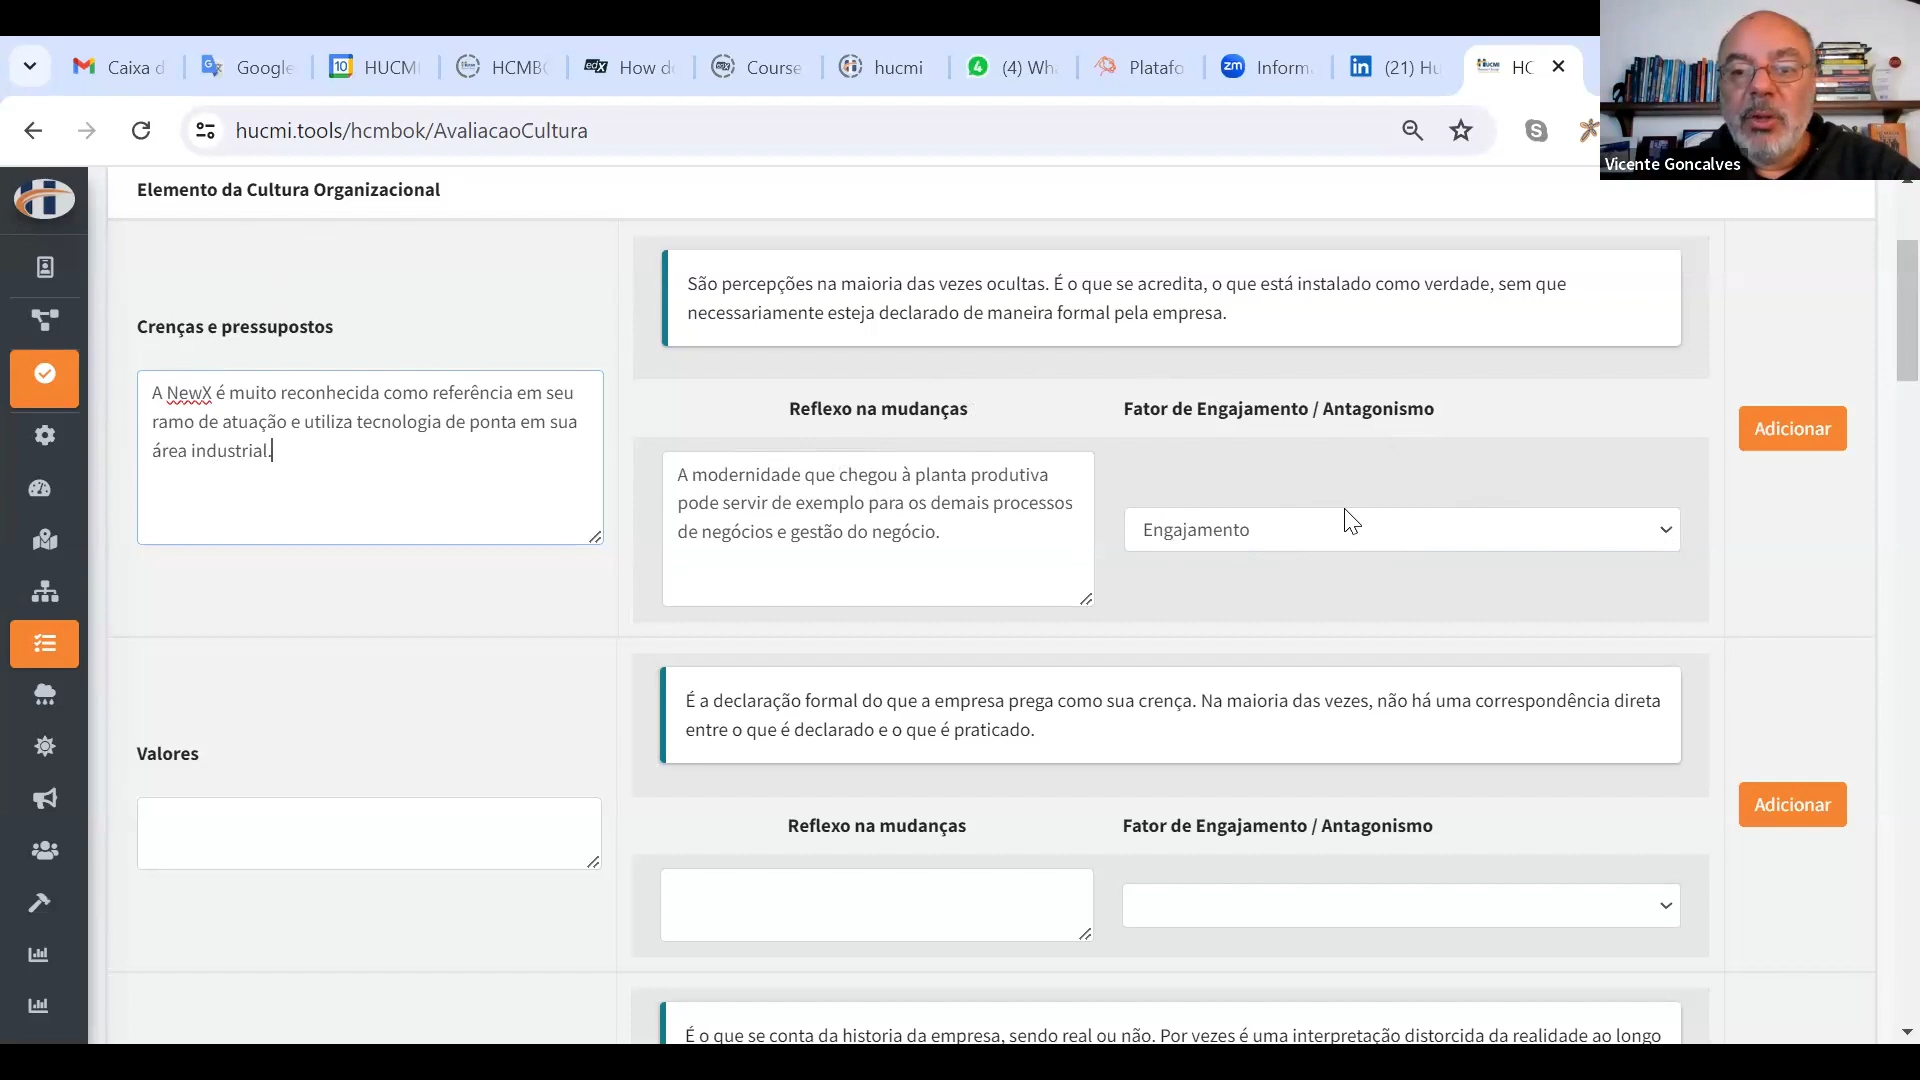 Caixa d
Google
HUCMI
HCMBO
How do
Course
hucmi
(4) Wh
Platafo
Inform
(21) Hu
HC
hucmi.tools/hcmbok/AvaliacaoCultura
Vicente Goncalves
Elemento da Cultura Organizacional
São percepções na maioria das vezes ocultas. É o que se acredita, o que está instalado como verdade, sem que
necessariamente esteja declarado de maneira formal pela empresa.
Crenças e pressupostos
A NewX é muito reconhecida como referência em seu
ramo de atuação e utiliza tecnologia de ponta em sua
área industrial.
Reflexo na mudanças
Fator de Engajamento / Antagonismo
A modernidade que chegou à planta produtiva
pode servir de exemplo para os demais processos
de negócios e gestão do negócio.
Engajamento
Adicionar
É a declaração formal do que a empresa prega como sua crença. Na maioria das vezes, não há uma correspondência direta
entre o que é declarado e o que é praticado.
Valores
Reflexo na mudanças
Fator de Engajamento / Antagonismo
Adicionar
É o que se conta da historia da empresa, sendo real ou não. Por vezes é uma interpretação distorcida da realidade ao longo